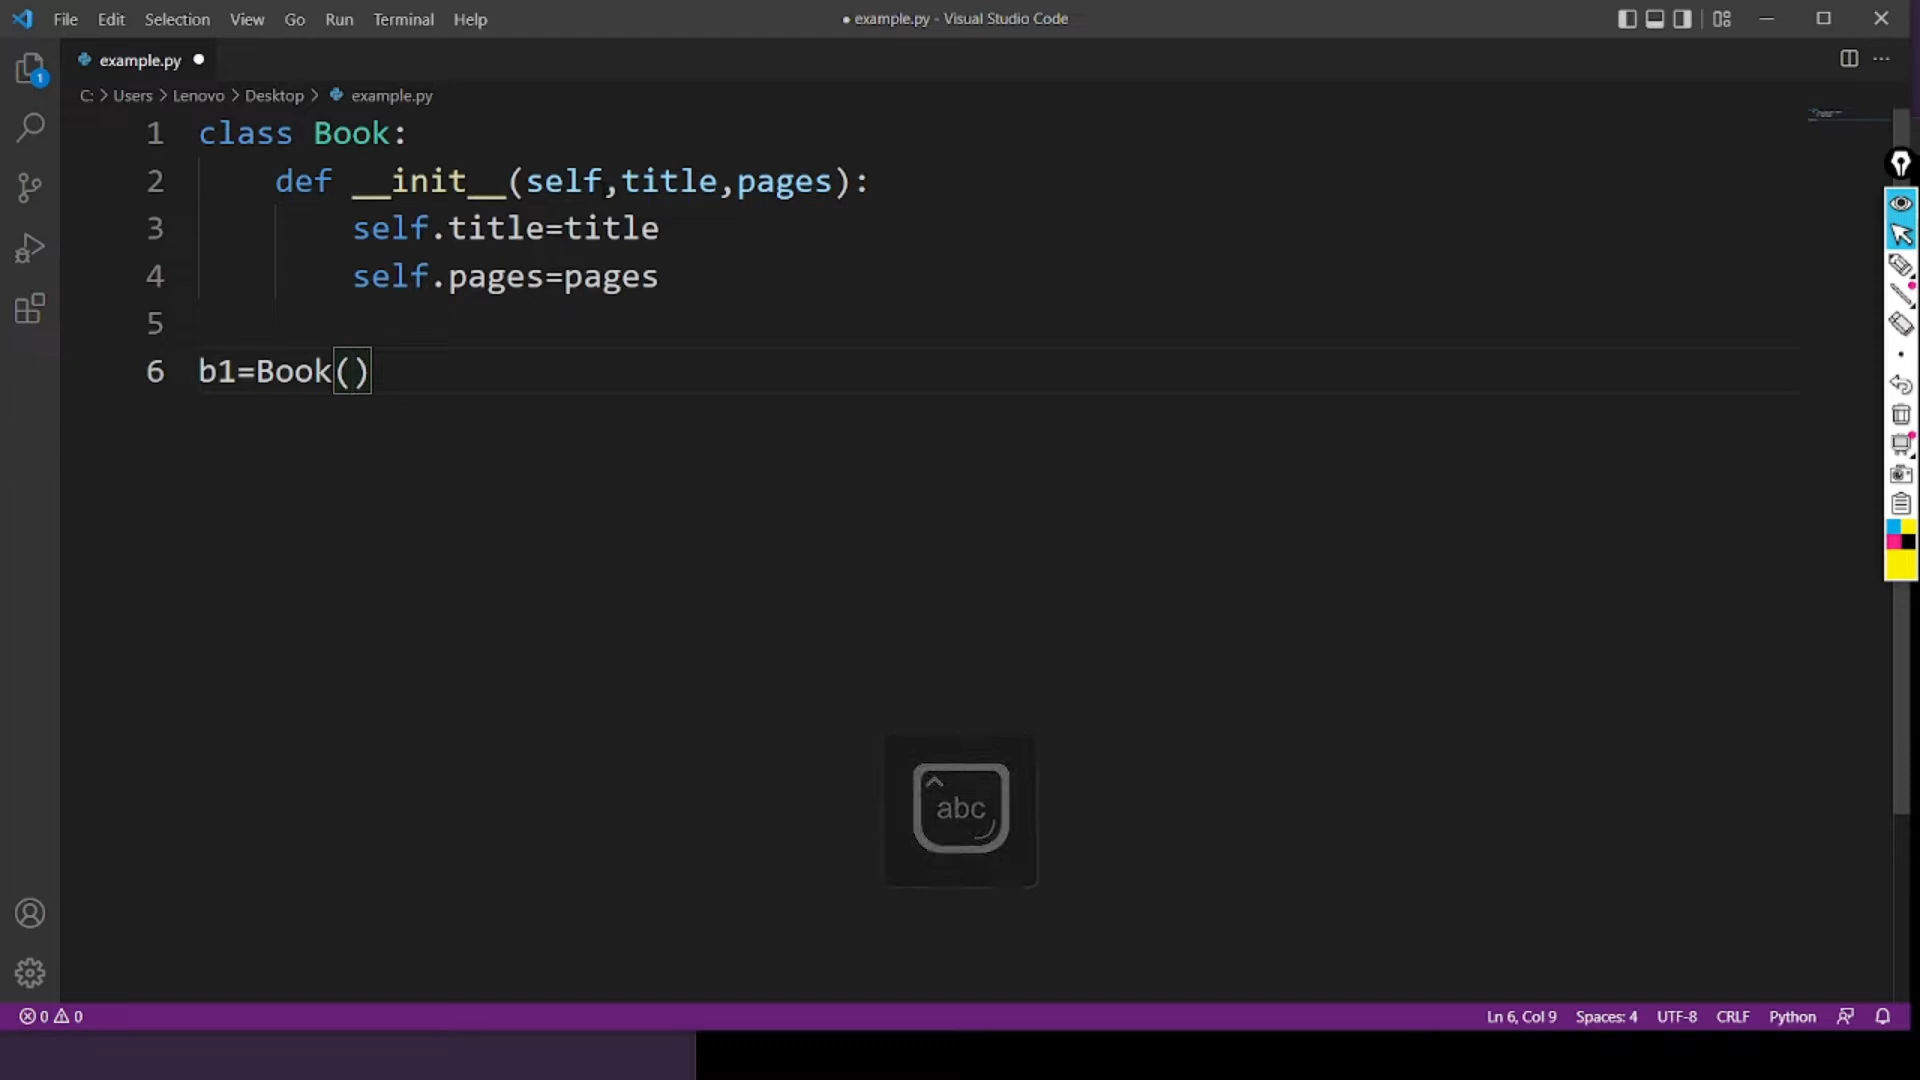 File Edit Selection View Go Run Terminal Help
● example.py - Visual Studio Code
example.py ●
1
C: > Users > Lenovo > Desktop > example.py
1 class Book:
2     def __init__(self,title,pages):
3         self.title=title
4         self.pages=pages
5
6 b1=Book()
abc
0 0
Ln 6, Col 9 Spaces: 4 UTF-8 CRLF Python